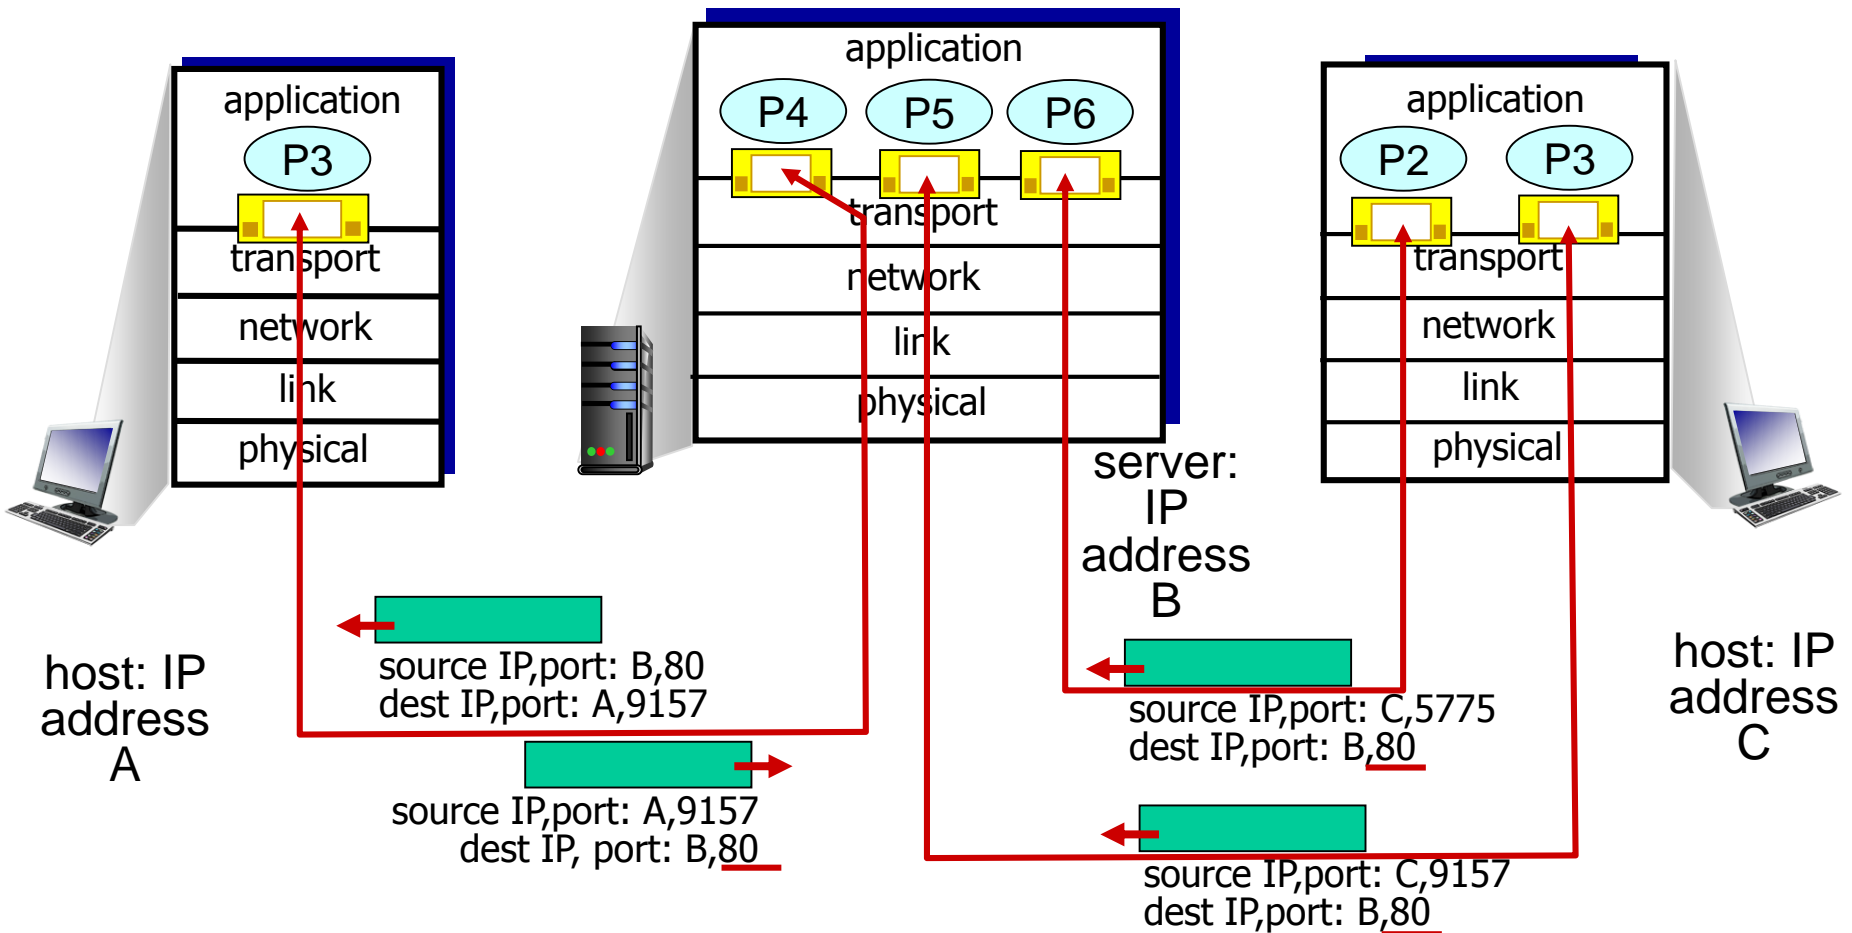 application
P3
transport
network
link
physical
host: IP
address
A
application
P4
P5
P6
transport
network
link
physical
server:
IP
address
B
application
P2
P3
transport
network
link
physical
host: IP
address
C
source IP,port: B,80
dest IP,port: A,9157
source IP,port: A,9157
dest IP, port: B,80
source IP,port: C,5775
dest IP,port: B,80
source IP,port: C,9157
dest IP,port: B,80